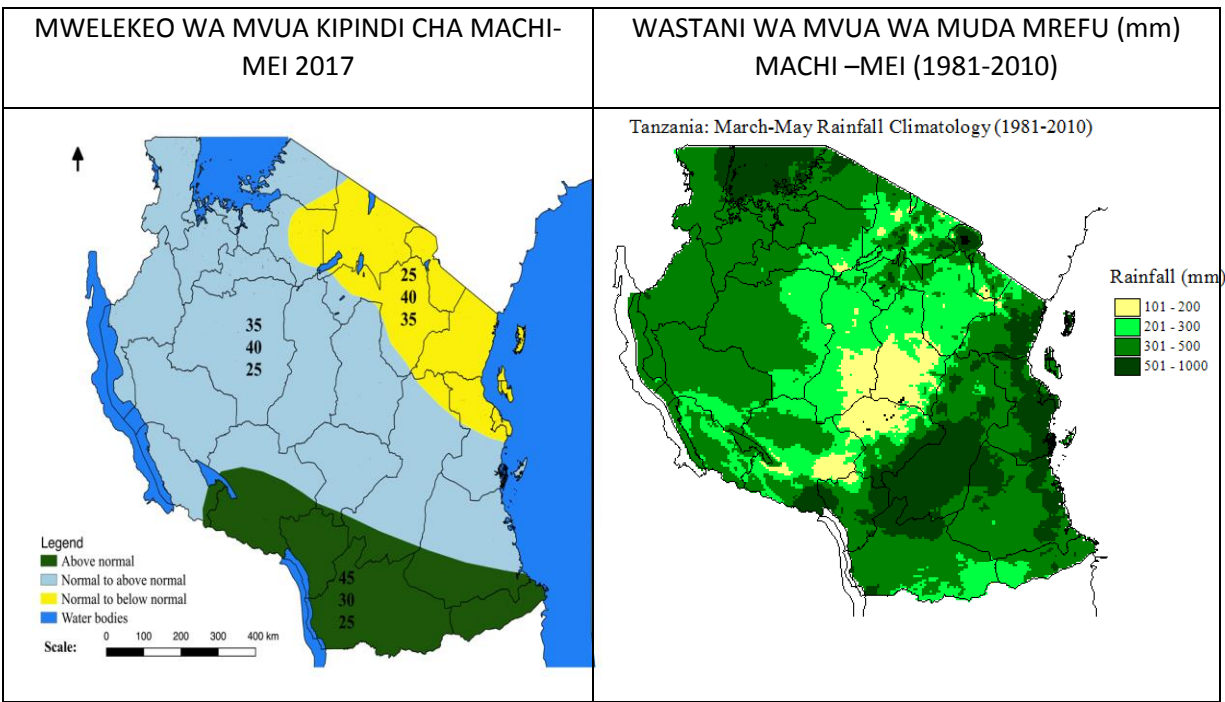 MWELEKEO WA MVUA KIPINDI CHA MACHI-
MEI 2017
WASTANI WA MVUA WA MUDA MREFU (mm)
MACHI –MEI (1981-2010)
25
40
35
35
40
25
45
30
25
Legend
Above normal
Normal to above normal
Normal to below normal
Water bodies
Scale:
0 100 200 300 400 km
Tanzania: March-May Rainfall Climatology (1981-2010)
Rainfall (mm)
101 - 200
201 - 300
301 - 500
501 - 1000